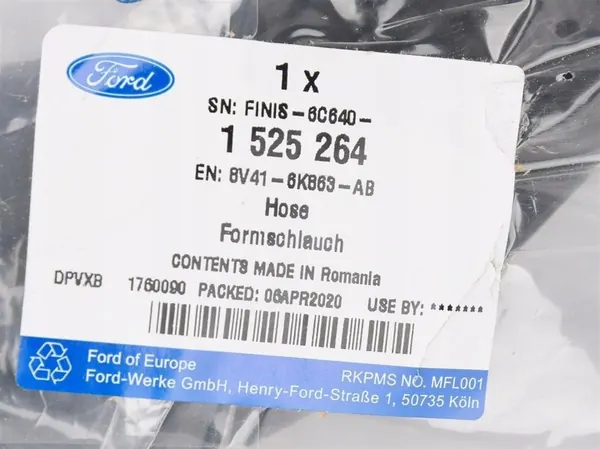 Ford
1 x
SN: FINIS-6C640-
1 525 264
EN: 8V41-6K863-AB
Hose
Formschlauch
CONTENTS MADE IN Romania
DPVXB 1760090 PACKED: 06APR2020 USE BY: *******
Ford of Europe
RKPMS NO. MFL001
Ford-Werke GmbH, Henry-Ford-Straße 1, 50735 Köln